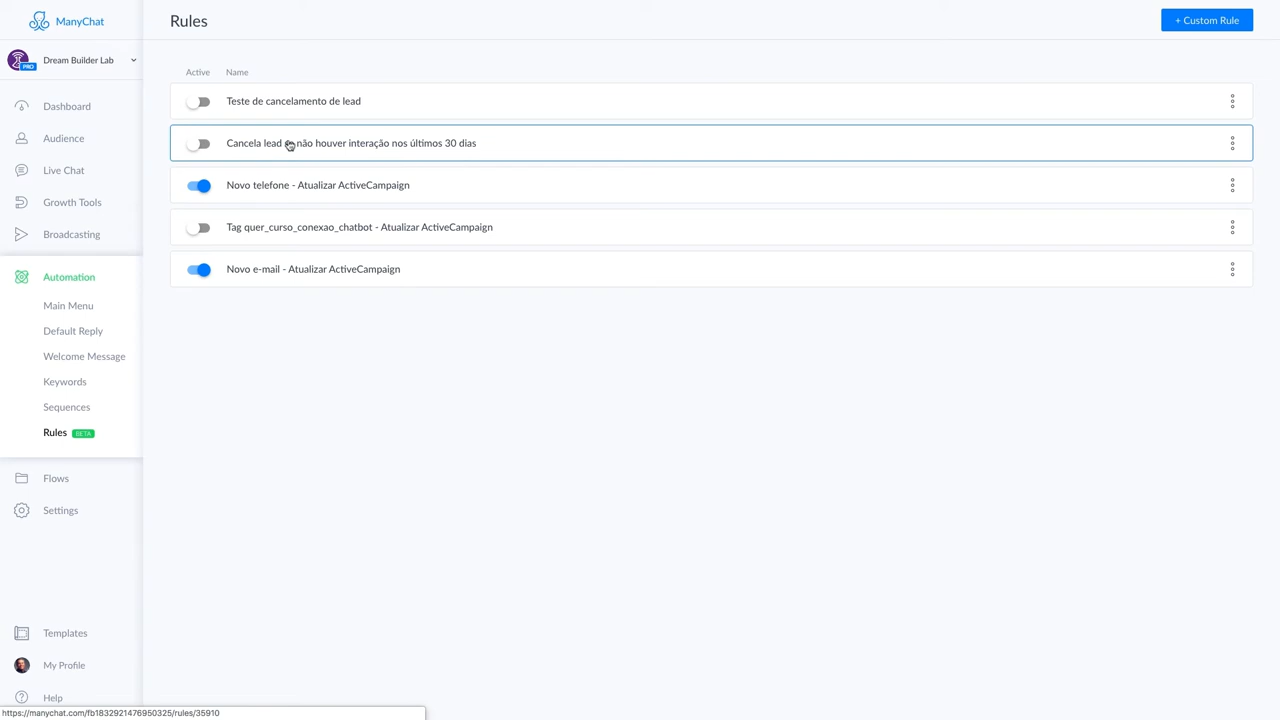 ManyChat
Rules
+ Custom Rule
PRO
Dream Builder Lab
Active
Name
Dashboard
Teste de cancelamento de lead
Audience
Cancela lead não houver interação nos últimos 30 dias
Live Chat
Novo telefone - Atualizar ActiveCampaign
Growth Tools
Tag quer_curso_conexao_chatbot - Atualizar ActiveCampaign
Broadcasting
Novo e-mail - Atualizar ActiveCampaign
Automation
Main Menu
Default Reply
Welcome Message
Keywords
Sequences
Rules BETA
Flows
Settings
Templates
My Profile
Help
https://manychat.com/fb1832921476950325/rules/35910